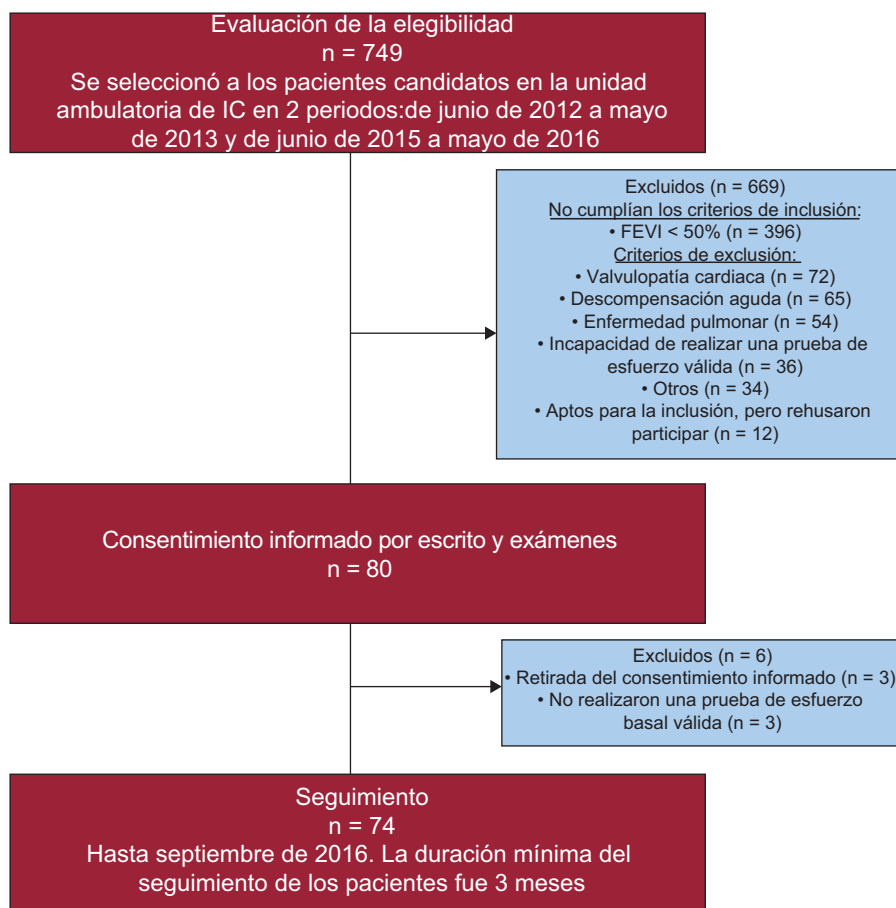 Evaluación de la elegibilidad
n = 749
Se seleccionó a los pacientes candidatos en la unidad
ambulatoria de IC en 2 periodos:de junio de 2012 a mayo
de 2013 y de junio de 2015 a mayo de 2016
Excluidos (n = 669)
No cumplían los criterios de inclusión:
• FEVI < 50% (n = 396)
Criterios de exclusión:
• Valvulopatía cardiaca (n = 72)
• Descompensación aguda (n = 65)
• Enfermedad pulmonar (n = 54)
• Incapacidad de realizar una prueba de
esfuerzo válida (n = 36)
• Otros (n = 34)
• Aptos para la inclusión, pero rehusaron
participar (n = 12)
Consentimiento informado por escrito y exámenes
n = 80
Excluidos (n = 6)
• Retirada del consentimiento informado (n = 3)
• No realizaron una prueba de esfuerzo
basal válida (n = 3)
Seguimiento
n = 74
Hasta septiembre de 2016. La duración mínima del
seguimiento de los pacientes fue 3 meses